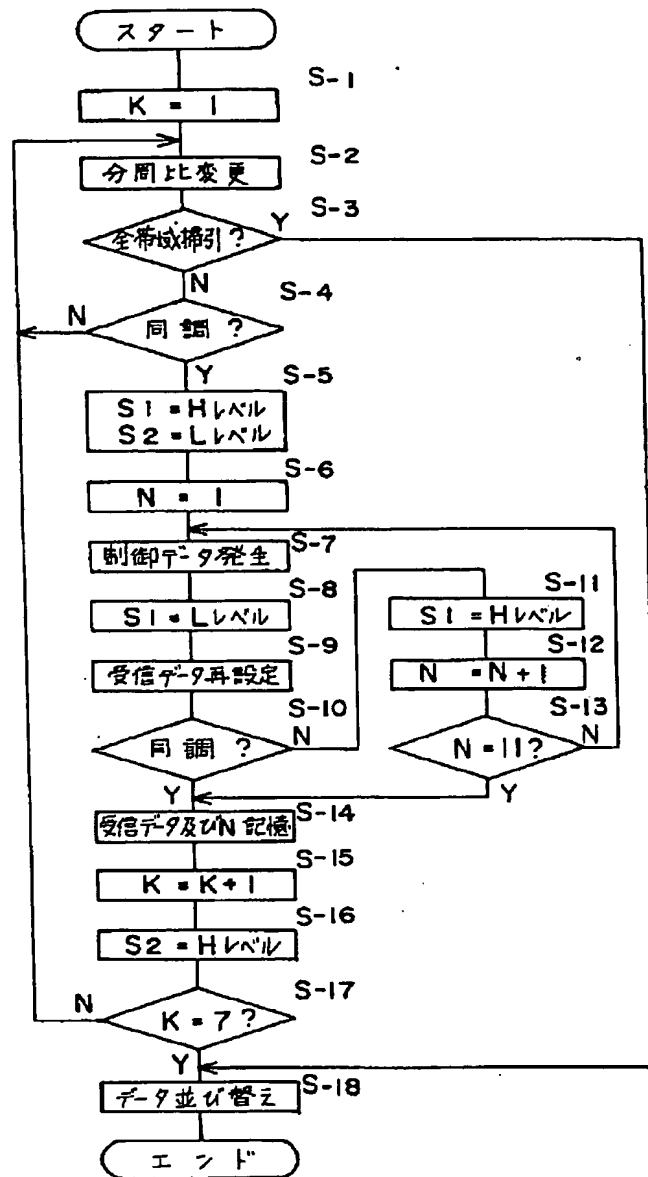 スタート
S-1
K = 1
S-2
分周比変更
S-3
全帯域掃引?
Y
N
S-4
同調?
N
Y
S-5
S1=Hレベル
S2=Lレベル
S-6
N = 1
S-7
制御データ発生
S-8
S1=Lレベル
S-9
受信データ再設定
S-10
同調?
N
Y
S-11
S1=Hレベル
S-12
N =N+1
S-13
N=11?
N
Y
S-14
受信データ及びN記憶
S-15
K=K+1
S-16
S2=Hレベル
S-17
K=7?
N
Y
S-18
データ並び替え
エンド